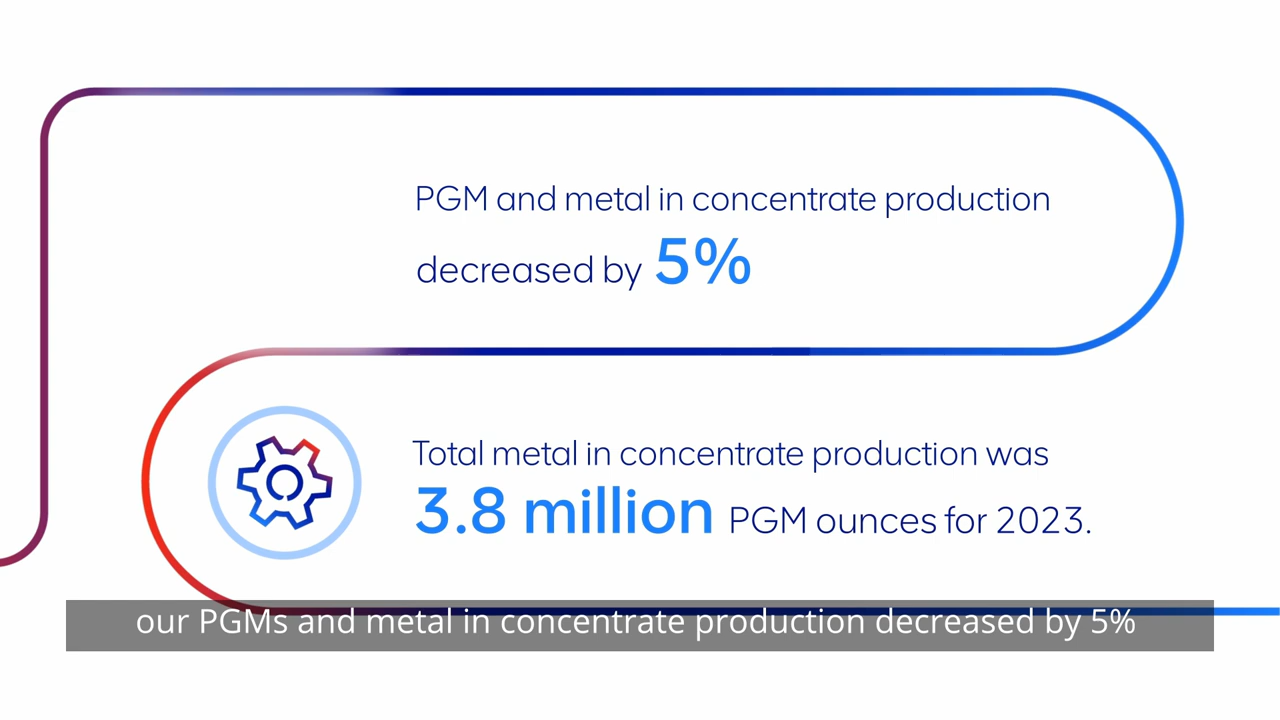 PGM and metal in concentrate production
decreased by 5%
Total metal in concentrate production was
3.8 million PGM ounces for 2023.
our PGMs and metal in concentrate production decreased by 5%